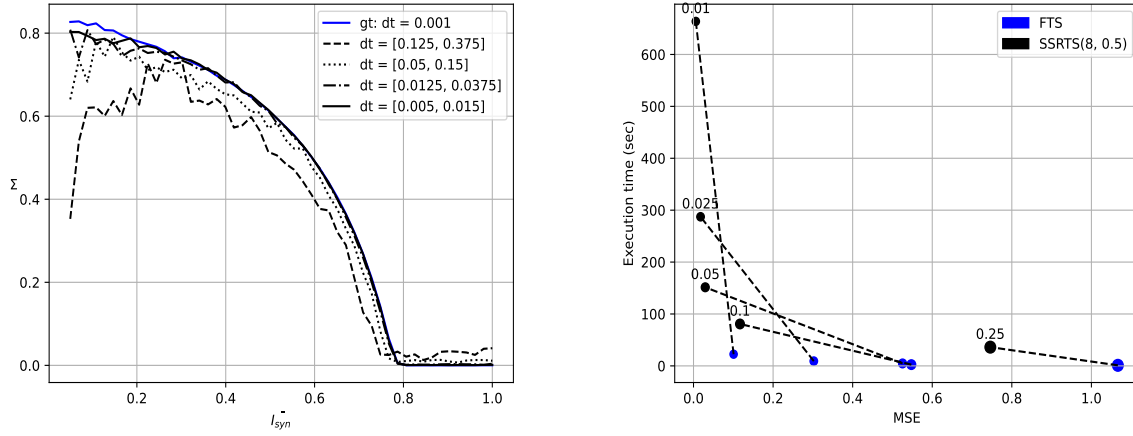 gt: dt = 0.001
dt = [0.125, 0.375]
dt = [0.05, 0.15]
dt = [0.0125, 0.0375]
dt = [0.005, 0.015]
0.8
0.6
0.4
0.2
0.0
Σ
0.2
0.4
0.6
0.8
1.0
I_syn^-
FTS
SSRTS(8, 0.5)
0.01
0.025
0.05
0.1
0.25
600
500
400
300
200
100
0
Execution time (sec)
0.0
0.2
0.4
0.6
0.8
1.0
MSE